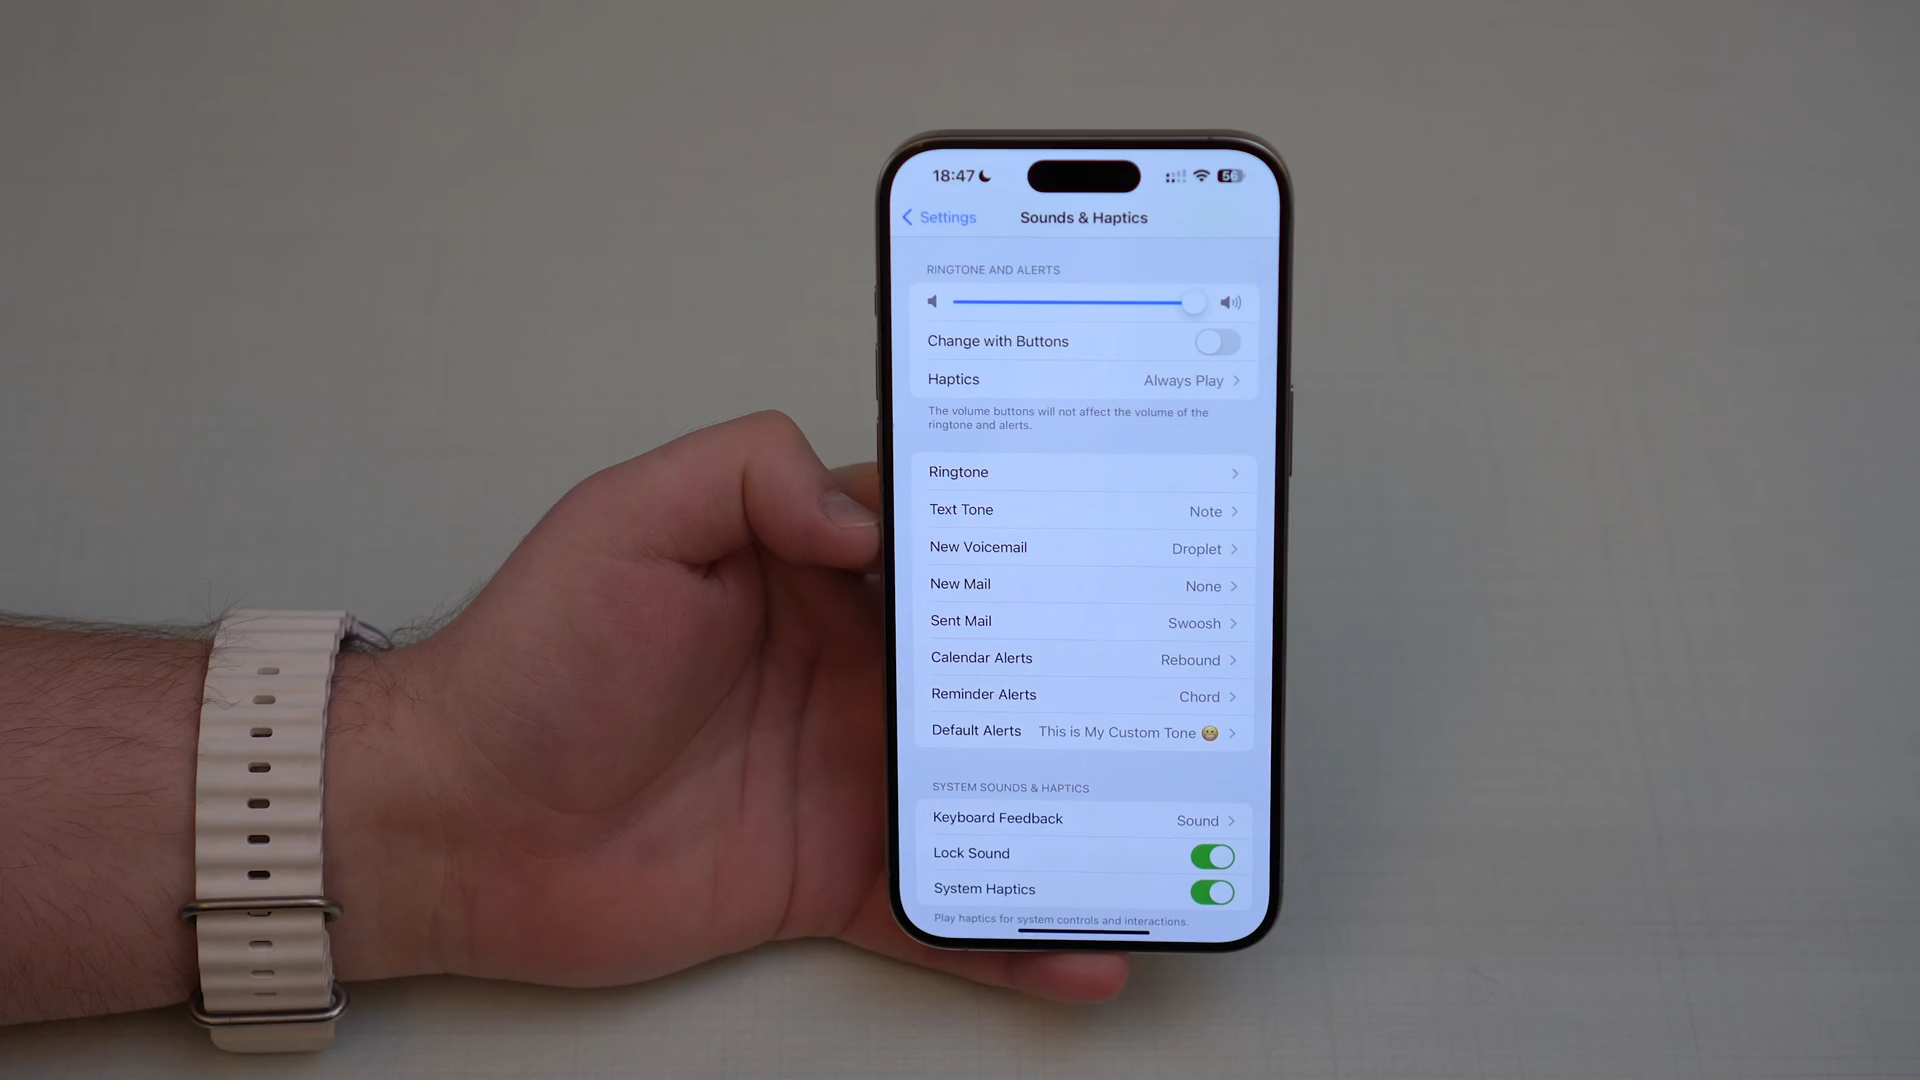 18:47
56
Settings
Sounds & Haptics
RINGTONE AND ALERTS
Change with Buttons
Haptics Always Play
The volume buttons will not affect the volume of the
ringtone and alerts.
Ringtone
Text Tone Note
New Voicemail Droplet
New Mail None
Sent Mail Swoosh
Calendar Alerts Rebound
Reminder Alerts Chord
Default Alerts This is My Custom Tone 😬
SYSTEM SOUNDS & HAPTICS
Keyboard Feedback Sound
Lock Sound
System Haptics
Play haptics for system controls and interactions.